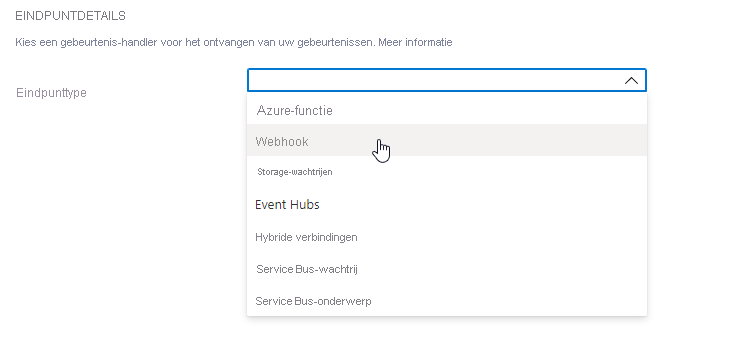 EINDPUNTDETAILS
Kies een gebeurtenis-handler voor het ontvangen van uw gebeurtenissen. Meer informatie
Eindpunttype
Azure-functie
Webhook
Storage-wachtrijen
Event Hubs
Hybride verbindingen
Service Bus-wachtrij
Service Bus-onderwerp